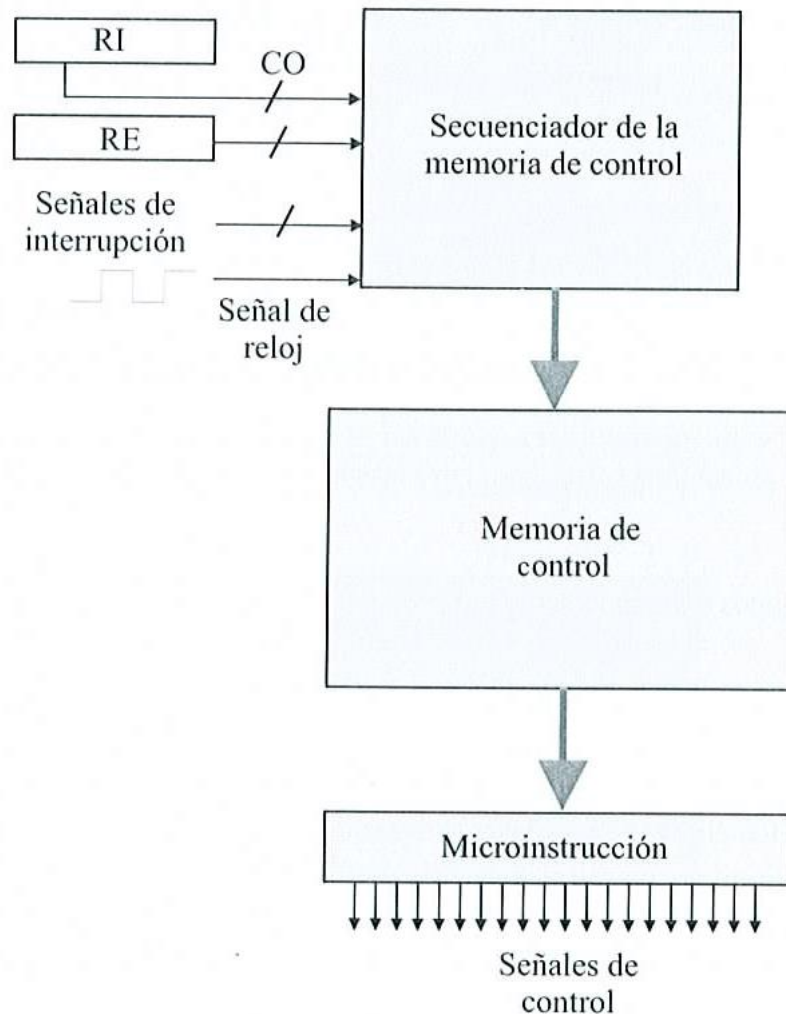 RI
CO
RE
Secuenciador de la
memoria de control
Señales de
interrupción
Señal de
reloj
Memoria de
control
Microinstrucción
Señales de
control